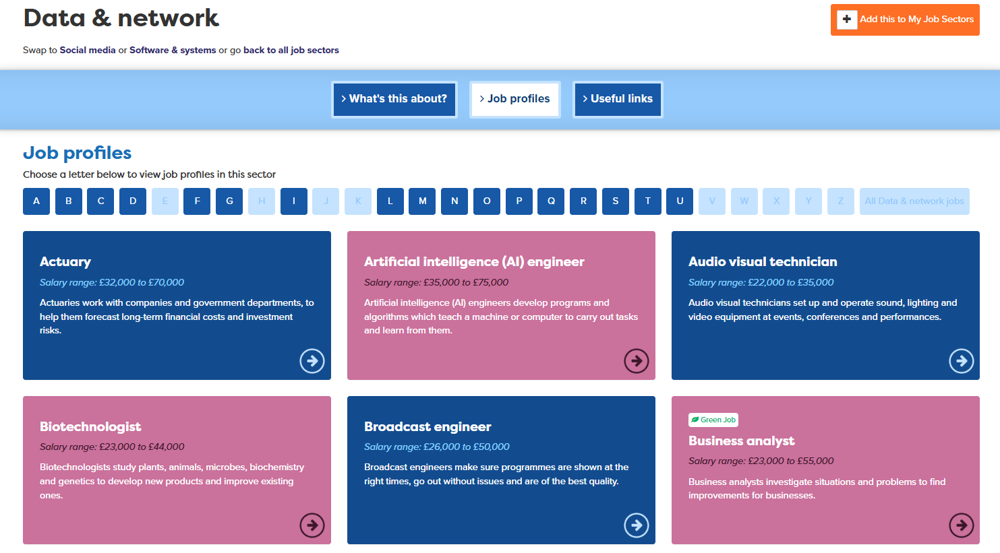 Data & network
Add this to My Job Sectors
Swap to Social media or Software & systems or go back to all job sectors
What's this about?
Job profiles
Useful links
Job profiles
Choose a letter below to view job profiles in this sector
A B C D E F G H I J K L M N O P Q R S T U V W X Y Z All Data & network jobs
Actuary
Salary range: £32,000 to £70,000
Actuaries work with companies and government departments, to
help them forecast long-term financial costs and investment
risks.
Artificial intelligence (AI) engineer
Salary range: £35,000 to £75,000
Artificial intelligence (AI) engineers develop programs and
algorithms which teach a machine or computer to carry out tasks
and learn from them.
Audio visual technician
Salary range: £22,000 to £35,000
Audio visual technicians set up and operate sound, lighting and
video equipment at events, conferences and performances.
Biotechnologist
Salary range: £23,000 to £44,000
Biotechnologists study plants, animals, microbes, biochemistry
and genetics to develop new products and improve existing
ones.
Broadcast engineer
Salary range: £26,000 to £50,000
Broadcast engineers make sure programmes are shown at the
right times, go out without issues and are of the best quality.
Green Job
Business analyst
Salary range: £23,000 to £55,000
Business analysts investigate situations and problems to find
improvements for businesses.